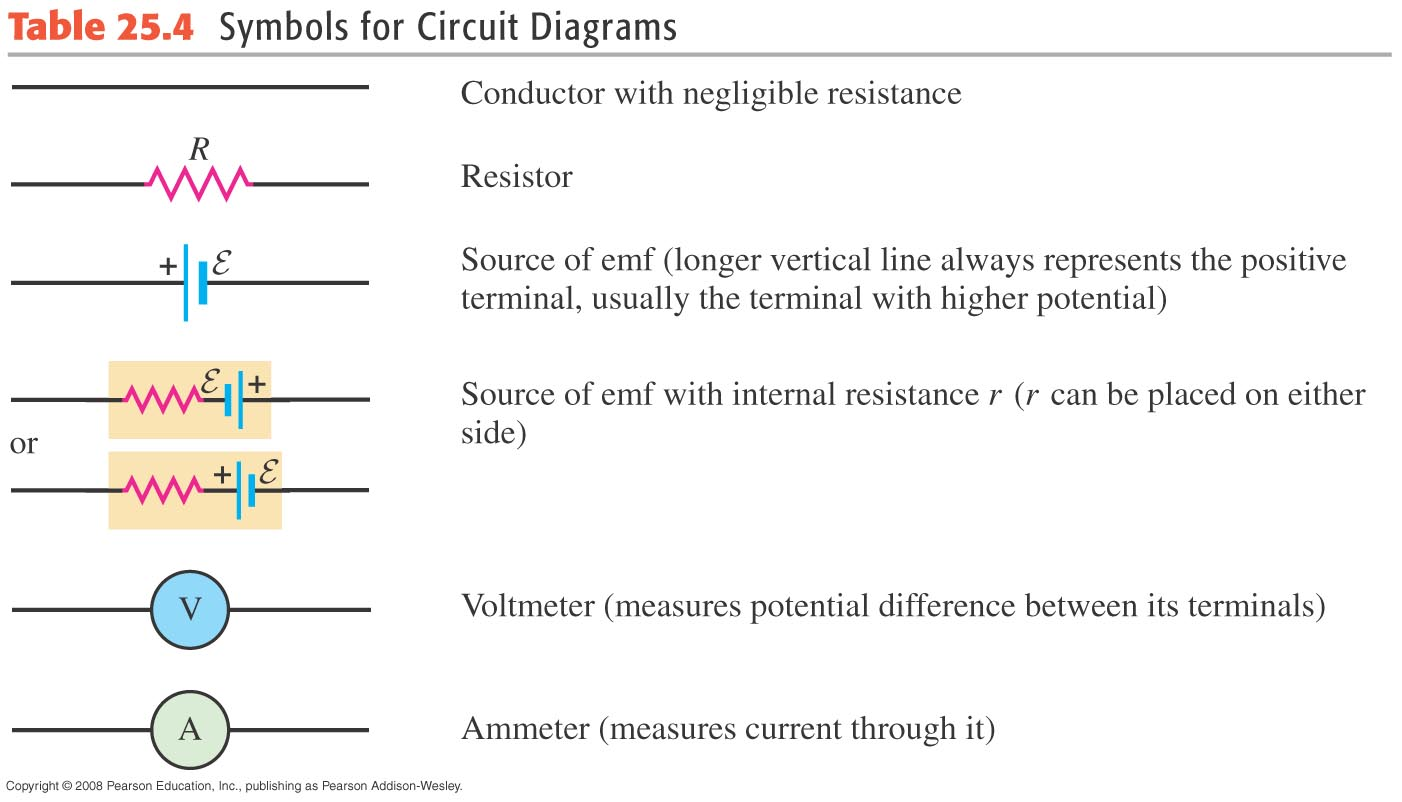 Table 25.4 Symbols for Circuit Diagrams
Conductor with negligible resistance
R
Resistor
+ ℰ
Source of emf (longer vertical line always represents the positive
terminal, usually the terminal with higher potential)
ℰ +
Source of emf with internal resistance r (r can be placed on either
side)
or
+ ℰ
V
Voltmeter (measures potential difference between its terminals)
A
Ammeter (measures current through it)
Copyright © 2008 Pearson Education, Inc., publishing as Pearson Addison-Wesley.